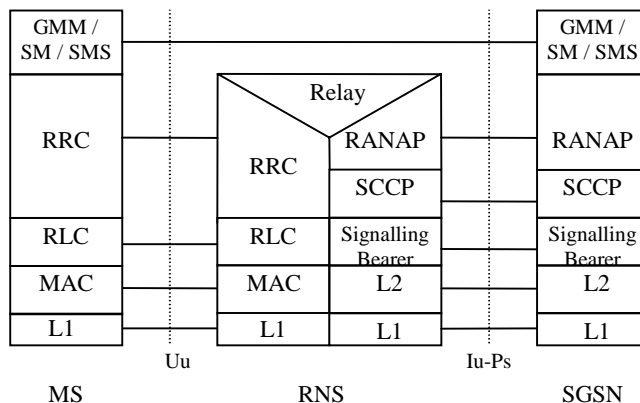 GMM /
SM / SMS
GMM /
SM / SMS
Relay
RRC
RRC
RANAP
RANAP
SCCP
SCCP
RLC
RLC
Signalling
Bearer
Signalling
Bearer
MAC
MAC
L2
L2
L1
L1
L1
L1
Uu
Iu-Ps
MS
RNS
SGSN